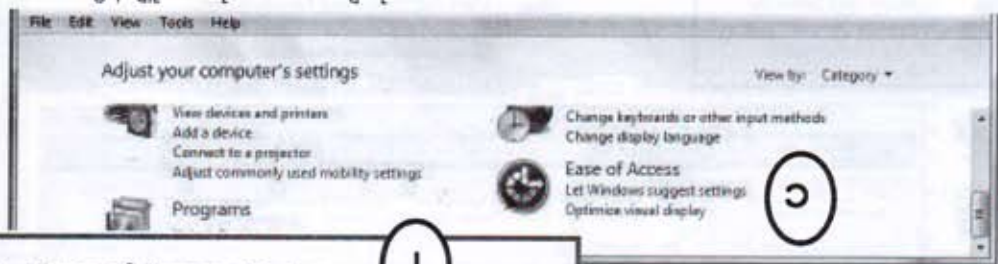 File Edit View Tools Help
Adjust your computer's settings
View by: Category
View devices and printers
Add a device
Connect to a projector
Adjust commonly used mobility settings
Programs
Change keyboards or other input methods
Change display language
Ease of Access
Let Windows suggest settings
Optimize visual display